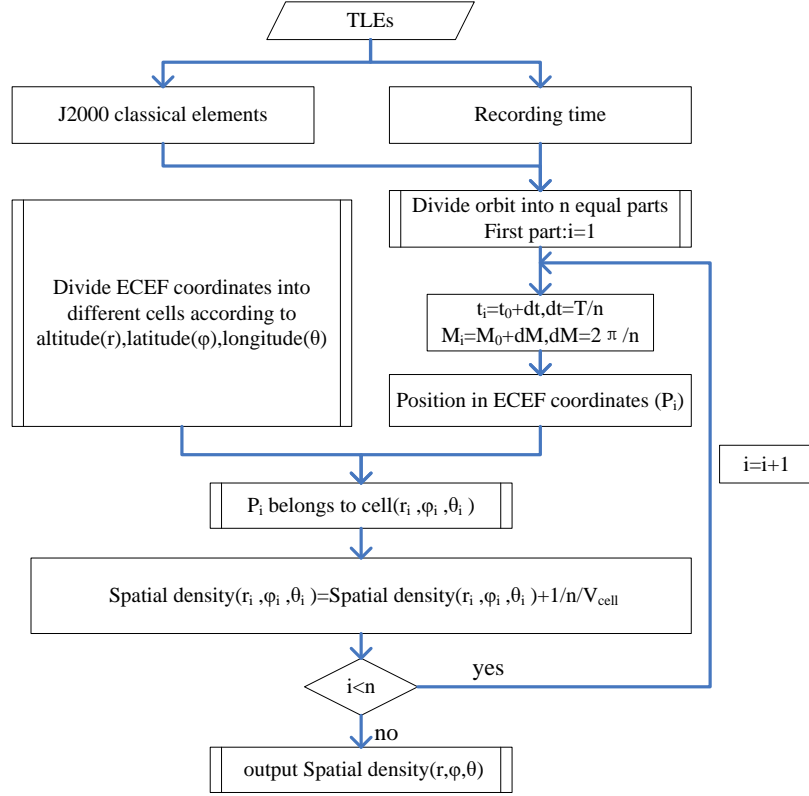 TLEs
J2000 classical elements
Recording time
Divide orbit into n equal parts
First part:i=1
Divide ECEF coordinates into
different cells according to
altitude(r),latitude(φ),longitude(θ)
tᵢ=t₀+dt,dt=T/n
Mᵢ=M₀+dM,dM=2 π /n
Position in ECEF coordinates (Pᵢ)
i=i+1
Pᵢ belongs to cell(rᵢ ,φᵢ ,θᵢ )
Spatial density(rᵢ ,φᵢ ,θᵢ)=Spatial density(rᵢ ,φᵢ ,θᵢ)+1/n/V_cell
i<n
yes
no
output Spatial density(r,φ,θ)